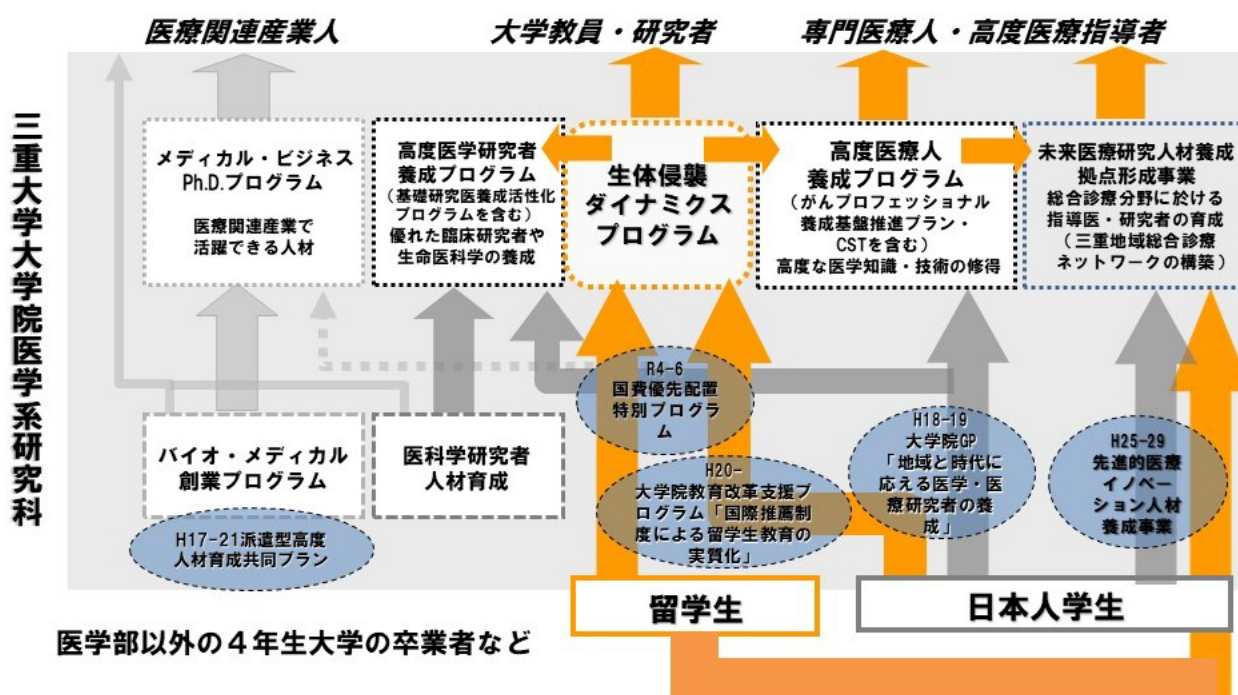 医療関連産業人
大学教員・研究者
専門医療人・高度医療指導者
三重大学大学院医学系研究科
メディカル・ビジネス
Ph.D.プログラム
医療関連産業で
活躍できる人材
高度医学研究者
養成プログラム
(基礎研究医養成活性化
プログラムを含む)
優れた臨床研究者や
生命医科学の養成
生体侵襲
ダイナミクス
プログラム
高度医療人
養成プログラム
(がんプロフェッショナル
養成基盤推進プラン・
CSTを含む)
高度な医学知識・技術の修得
未来医療研究人材養成
拠点形成事業
総合診療分野に於ける
指導医・研究者の育成
(三重地域総合診療
ネットワークの構築)
バイオ・メディカル
創業プログラム
医科学研究者
人材育成
R4-6
国費優先配置
特別プログラ
ム
H20-
大学院教育改革支援プ
ログラム「国際推薦制
度による留学生教育の
実質化」
H18-19
大学院GP
「地域と時代に
応える医学・医
療研究者の養
成」
H25-29
先進的医療
イノベー
ション人材
養成事業
H17-21派遣型高度
人材育成共同プラン
留学生
日本人学生
医学部以外の４年生大学の卒業者など